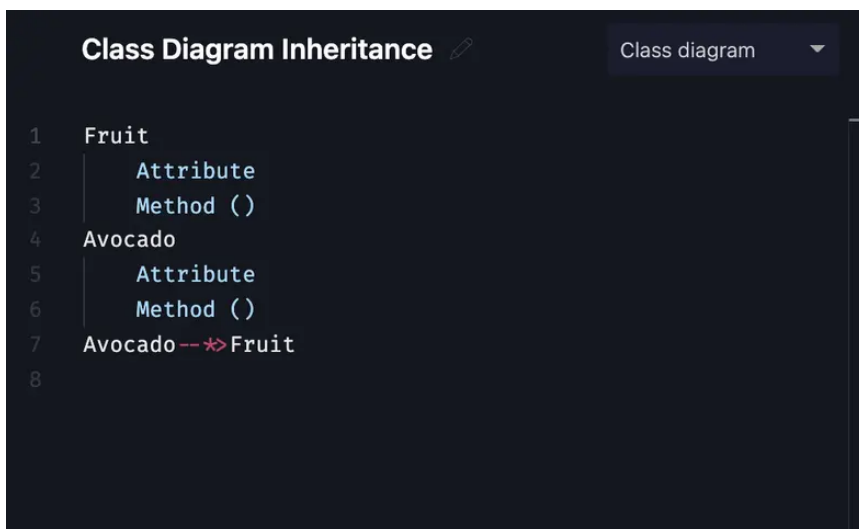 Class Diagram Inheritance
Class diagram
1 Fruit
2 Attribute
3 Method ()
4 Avocado
5 Attribute
6 Method ()
7 Avocado--*>Fruit
8